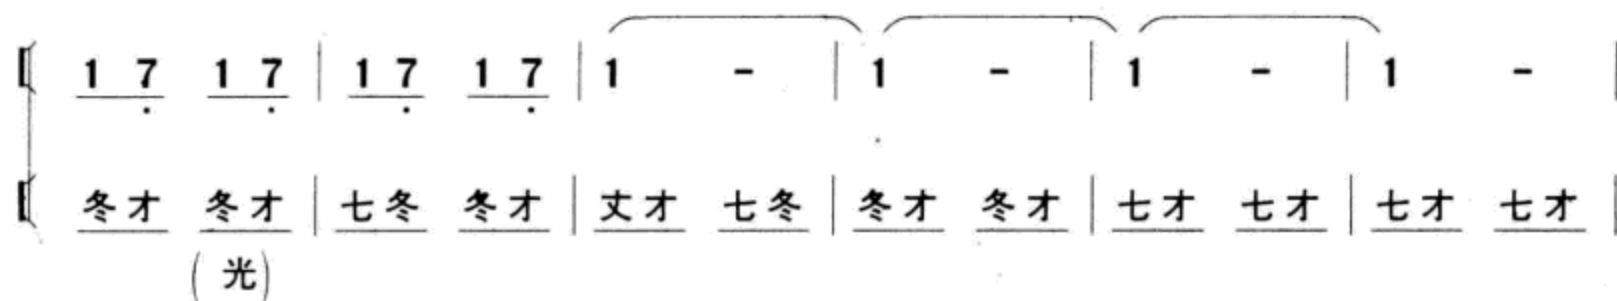 1 7 1 7 | 1 7 1 7 | 1 - | 1 - | 1 - | 1 - |
冬才 冬才 | 七冬 冬才 | 丈才 七冬 | 冬才 冬才 | 七才 七才 | 七才 七才 |
(光)